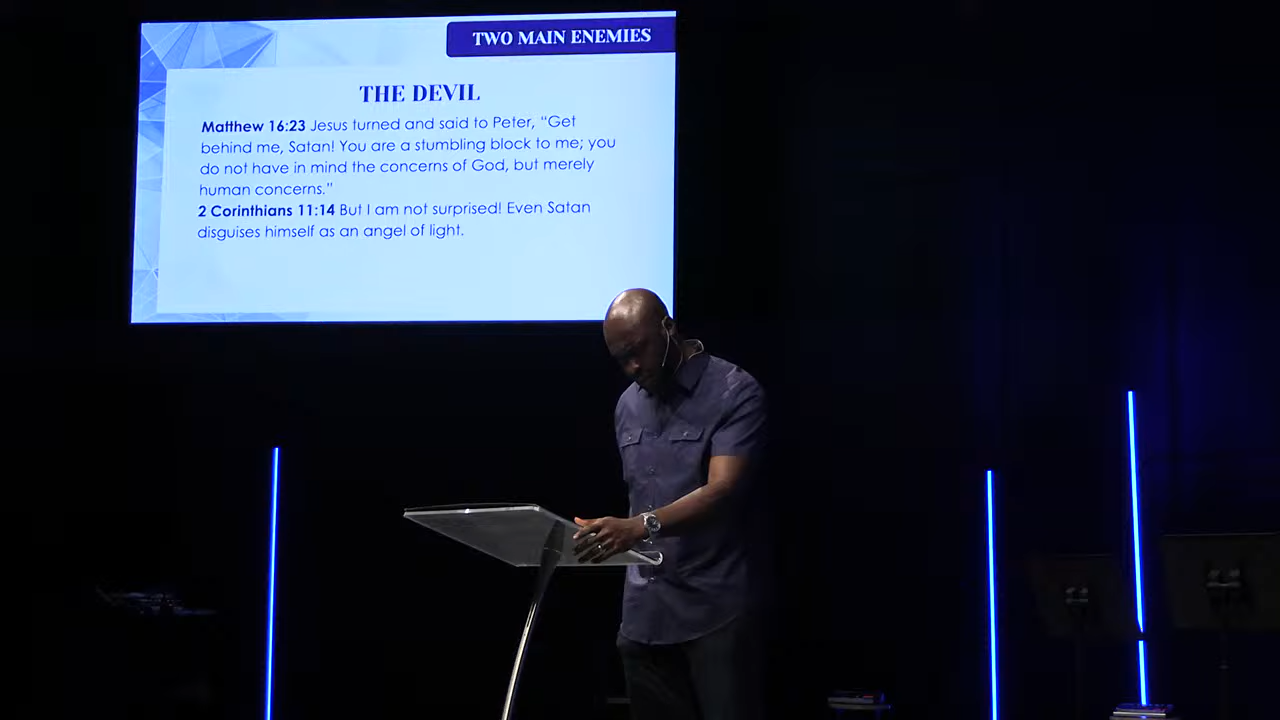 TWO MAIN ENEMIES
THE DEVIL
Matthew 16:23 Jesus turned and said to Peter, “Get
behind me, Satan! You are a stumbling block to me; you
do not have in mind the concerns of God, but merely
human concerns.”
2 Corinthians 11:14 But I am not surprised! Even Satan
disguises himself as an angel of light.